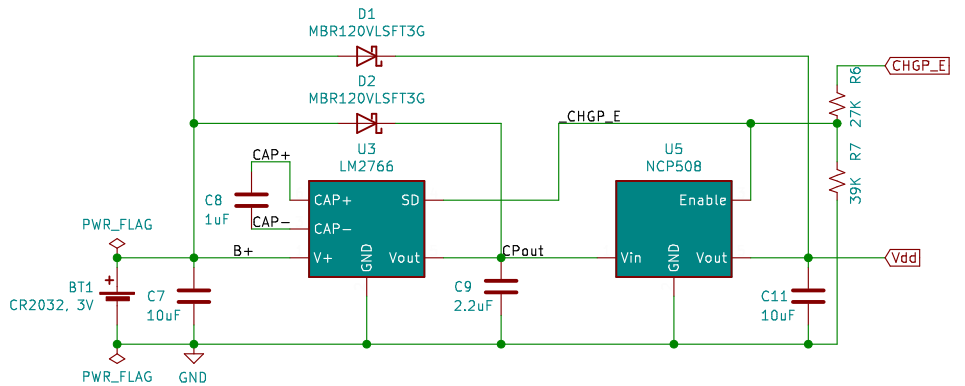 D1
MBR120VLSFT3G
D2
MBR120VLSFT3G
CHGP_E
R6
27K
_CHGP_E
U3
LM2766
U5
NCP508
R7
39K
CAP+
C8
1uF
CAP-
CAP+
SD
CAP-
V+
GND
Vout
Enable
Vin
GND
Vout
PWR_FLAG
B+
CPout
Vdd
BT1
CR2032, 3V
C7
10uF
C9
2.2uF
C11
10uF
PWR_FLAG
GND